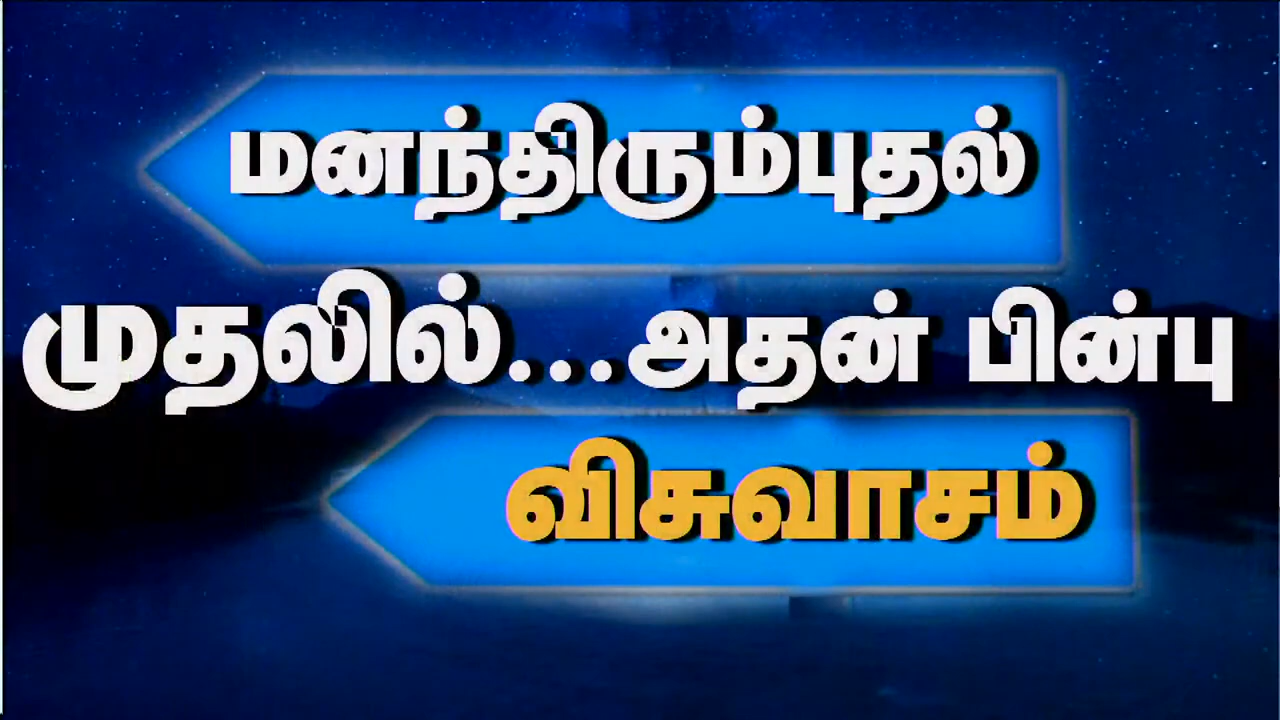 மனந்திரும்புதல்
முதலில்...அதன் பின்பு
விசுவாசம்